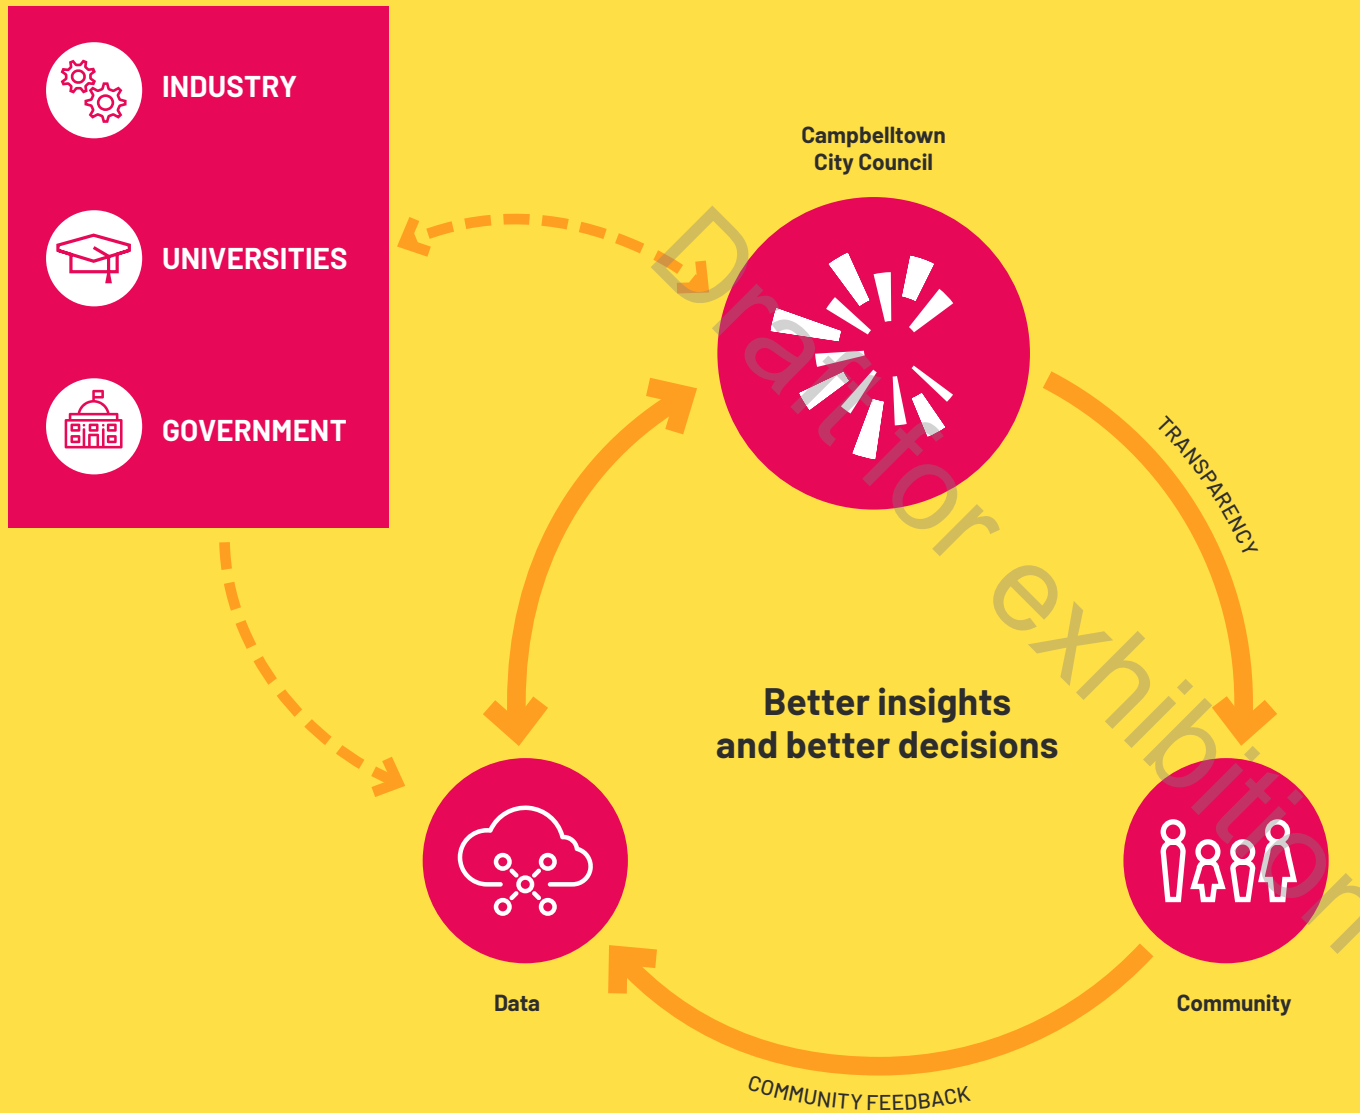 INDUSTRY
UNIVERSITIES
GOVERNMENT
Campbelltown
City Council
TRANSPARENCY
Better insights
and better decisions
Data
Community
COMMUNITY FEEDBACK
Draft for exhibition